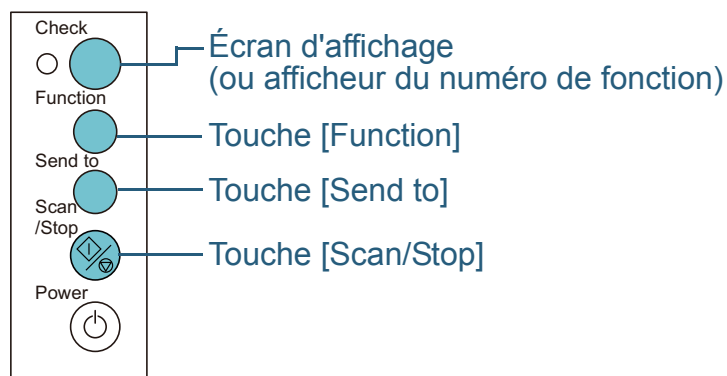 Check
Écran d'affichage
(ou afficheur du numéro de fonction)
Function
Touche [Function]
Send to
Touche [Send to]
Scan
/Stop
Touche [Scan/Stop]
Power